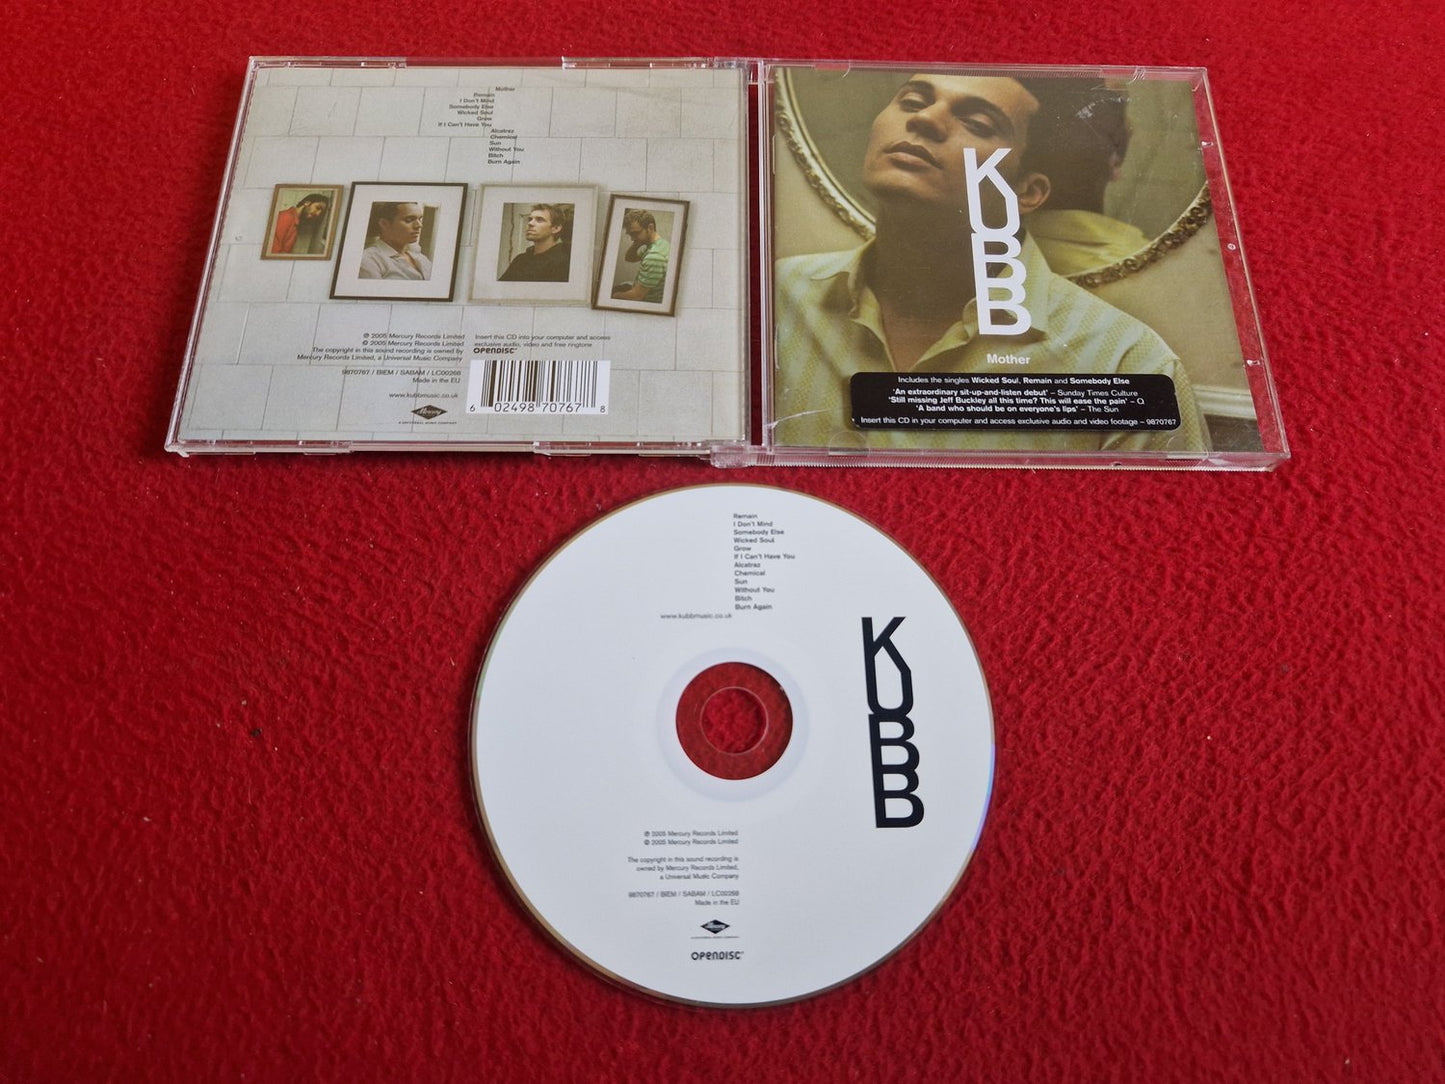 Mother
Remain
I Don't Mind
Somebody Else
Wicked Soul
Grow
If I Can't Have You
Alcatraz
Chemical
Sun
Without You
Bitch
Burn Again
℗ 2005 Mercury Records Limited
© 2005 Mercury Records Limited
The copyright in this sound recording is owned by
Mercury Records Limited, a Universal Music Company
9870767 / BIEM / SABAM / LC00268
Made in the EU
www.kubbmusic.co.uk
Mercury
A UNIVERSAL MUSIC COMPANY
Insert this CD into your computer and access
exclusive audio, video and free ringtone
OPENDISC
6 02498 70767 8
KUBB
Mother
Includes the singles Wicked Soul, Remain and Somebody Else
'An extraordinary sit-up-and-listen debut' – Sunday Times Culture
'Still missing Jeff Buckley all this time? This will ease the pain' – Q
'A band who should be on everyone's lips' – The Sun
Insert this CD in your computer and access exclusive audio and video footage – 9870767
Remain
I Don't Mind
Somebody Else
Wicked Soul
Grow
If I Can't Have You
Alcatraz
Chemical
Sun
Without You
Bitch
Burn Again
www.kubbmusic.co.uk
KUBB
℗ 2005 Mercury Records Limited
© 2005 Mercury Records Limited
The copyright in this sound recording is
owned by Mercury Records Limited,
a Universal Music Company
9870767 / BIEM / SABAM / LC00268
Made in the EU
Mercury
A UNIVERSAL MUSIC COMPANY
OPENDISC